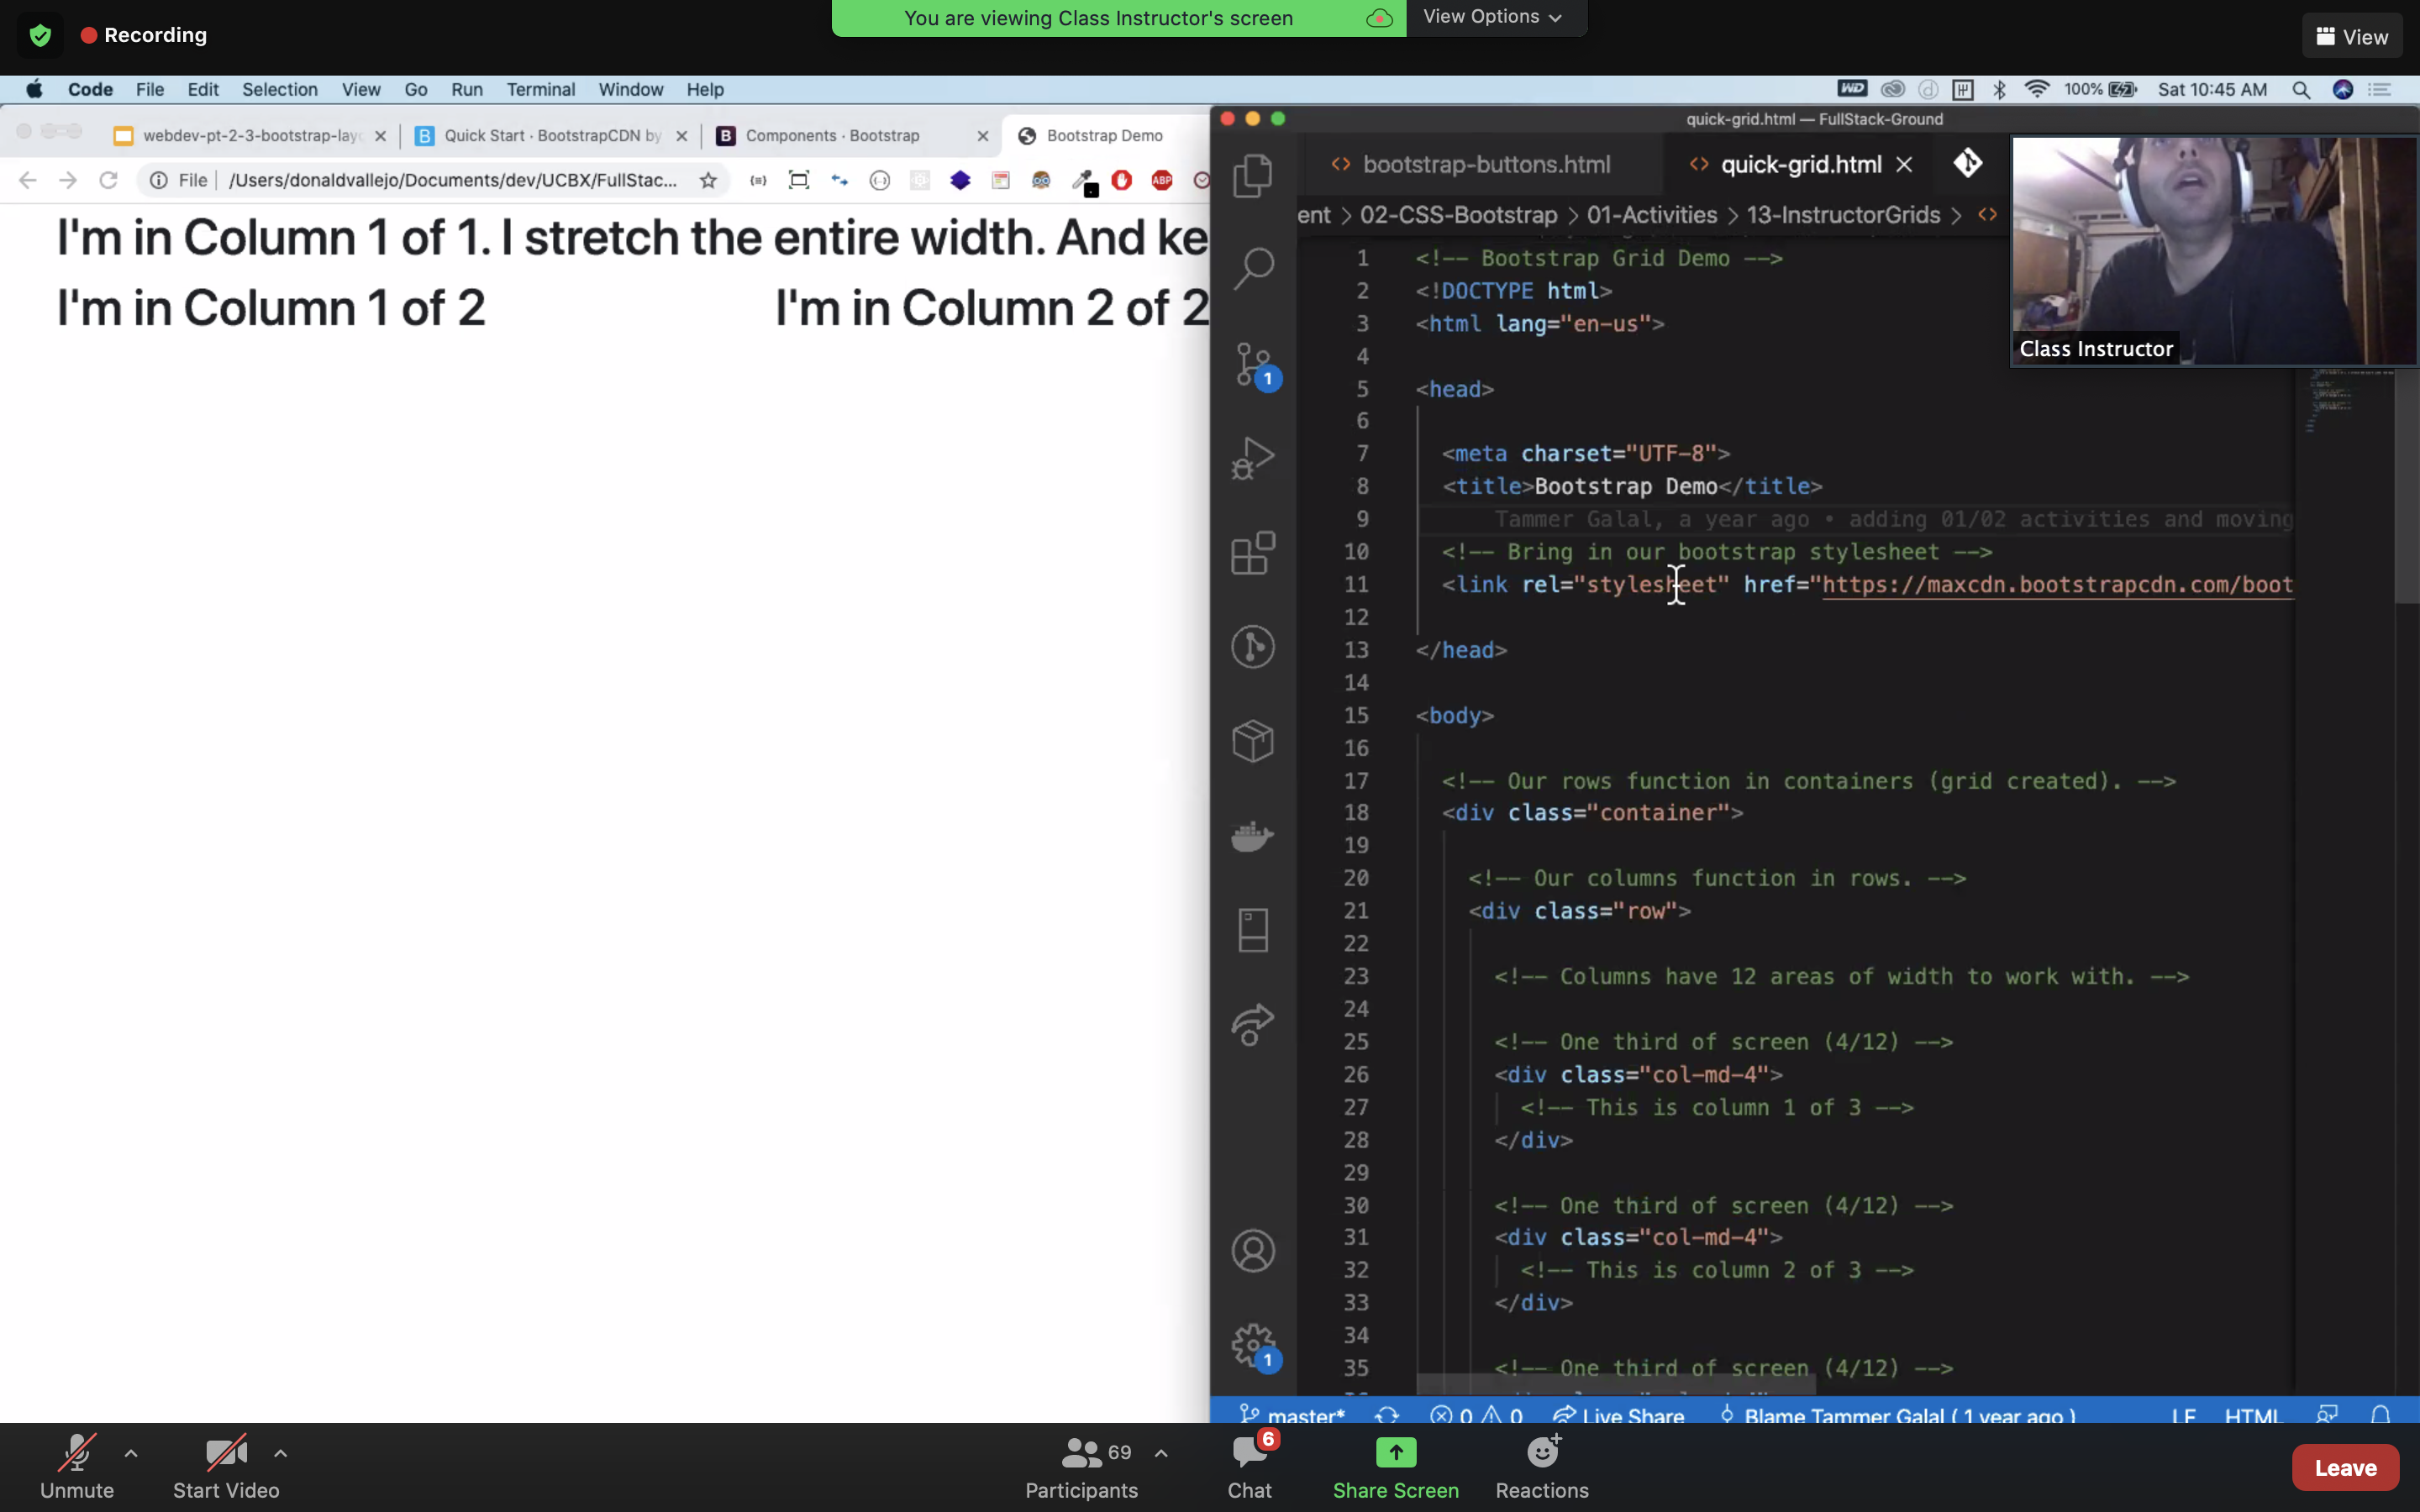 Recording
You are viewing Class Instructor's screen
View Options
View
Code File Edit Selection View Go Run Terminal Window Help
WD 100% Sat 10:45 AM
webdev-pt-2-3-bootstrap-layo
Quick Start · BootstrapCDN by
Components · Bootstrap
Bootstrap Demo
File /Users/donaldvallejo/Documents/dev/UCBX/FullStac...
ABP
I'm in Column 1 of 1. I stretch the entire width. And ke
I'm in Column 1 of 2 I'm in Column 2 of 2
quick-grid.html — FullStack-Ground
bootstrap-buttons.html
quick-grid.html
ent > 02-CSS-Bootstrap > 01-Activities > 13-InstructorGrids >
Class Instructor
1 <!-- Bootstrap Grid Demo -->
2 <!DOCTYPE html>
3 <html lang="en-us">
4
5 <head>
6
7 <meta charset="UTF-8">
8 <title>Bootstrap Demo</title>
9 Tammer Galal, a year ago • adding 01/02 activities and moving
10 <!-- Bring in our bootstrap stylesheet -->
11 <link rel="stylesheet" href="https://maxcdn.bootstrapcdn.com/boot
12
13 </head>
14
15 <body>
16
17 <!-- Our rows function in containers (grid created). -->
18 <div class="container">
19
20 <!-- Our columns function in rows. -->
21 <div class="row">
22
23 <!-- Columns have 12 areas of width to work with. -->
24
25 <!-- One third of screen (4/12) -->
26 <div class="col-md-4">
27 <!-- This is column 1 of 3 -->
28 </div>
29
30 <!-- One third of screen (4/12) -->
31 <div class="col-md-4">
32 <!-- This is column 2 of 3 -->
33 </div>
34
35 <!-- One third of screen (4/12) -->
1
1
master* 0 0 Live Share Blame Tammer Galal ( 1 year ago ) LF HTML
Unmute
Start Video
69
Participants
6
Chat
Share Screen
Reactions
Leave